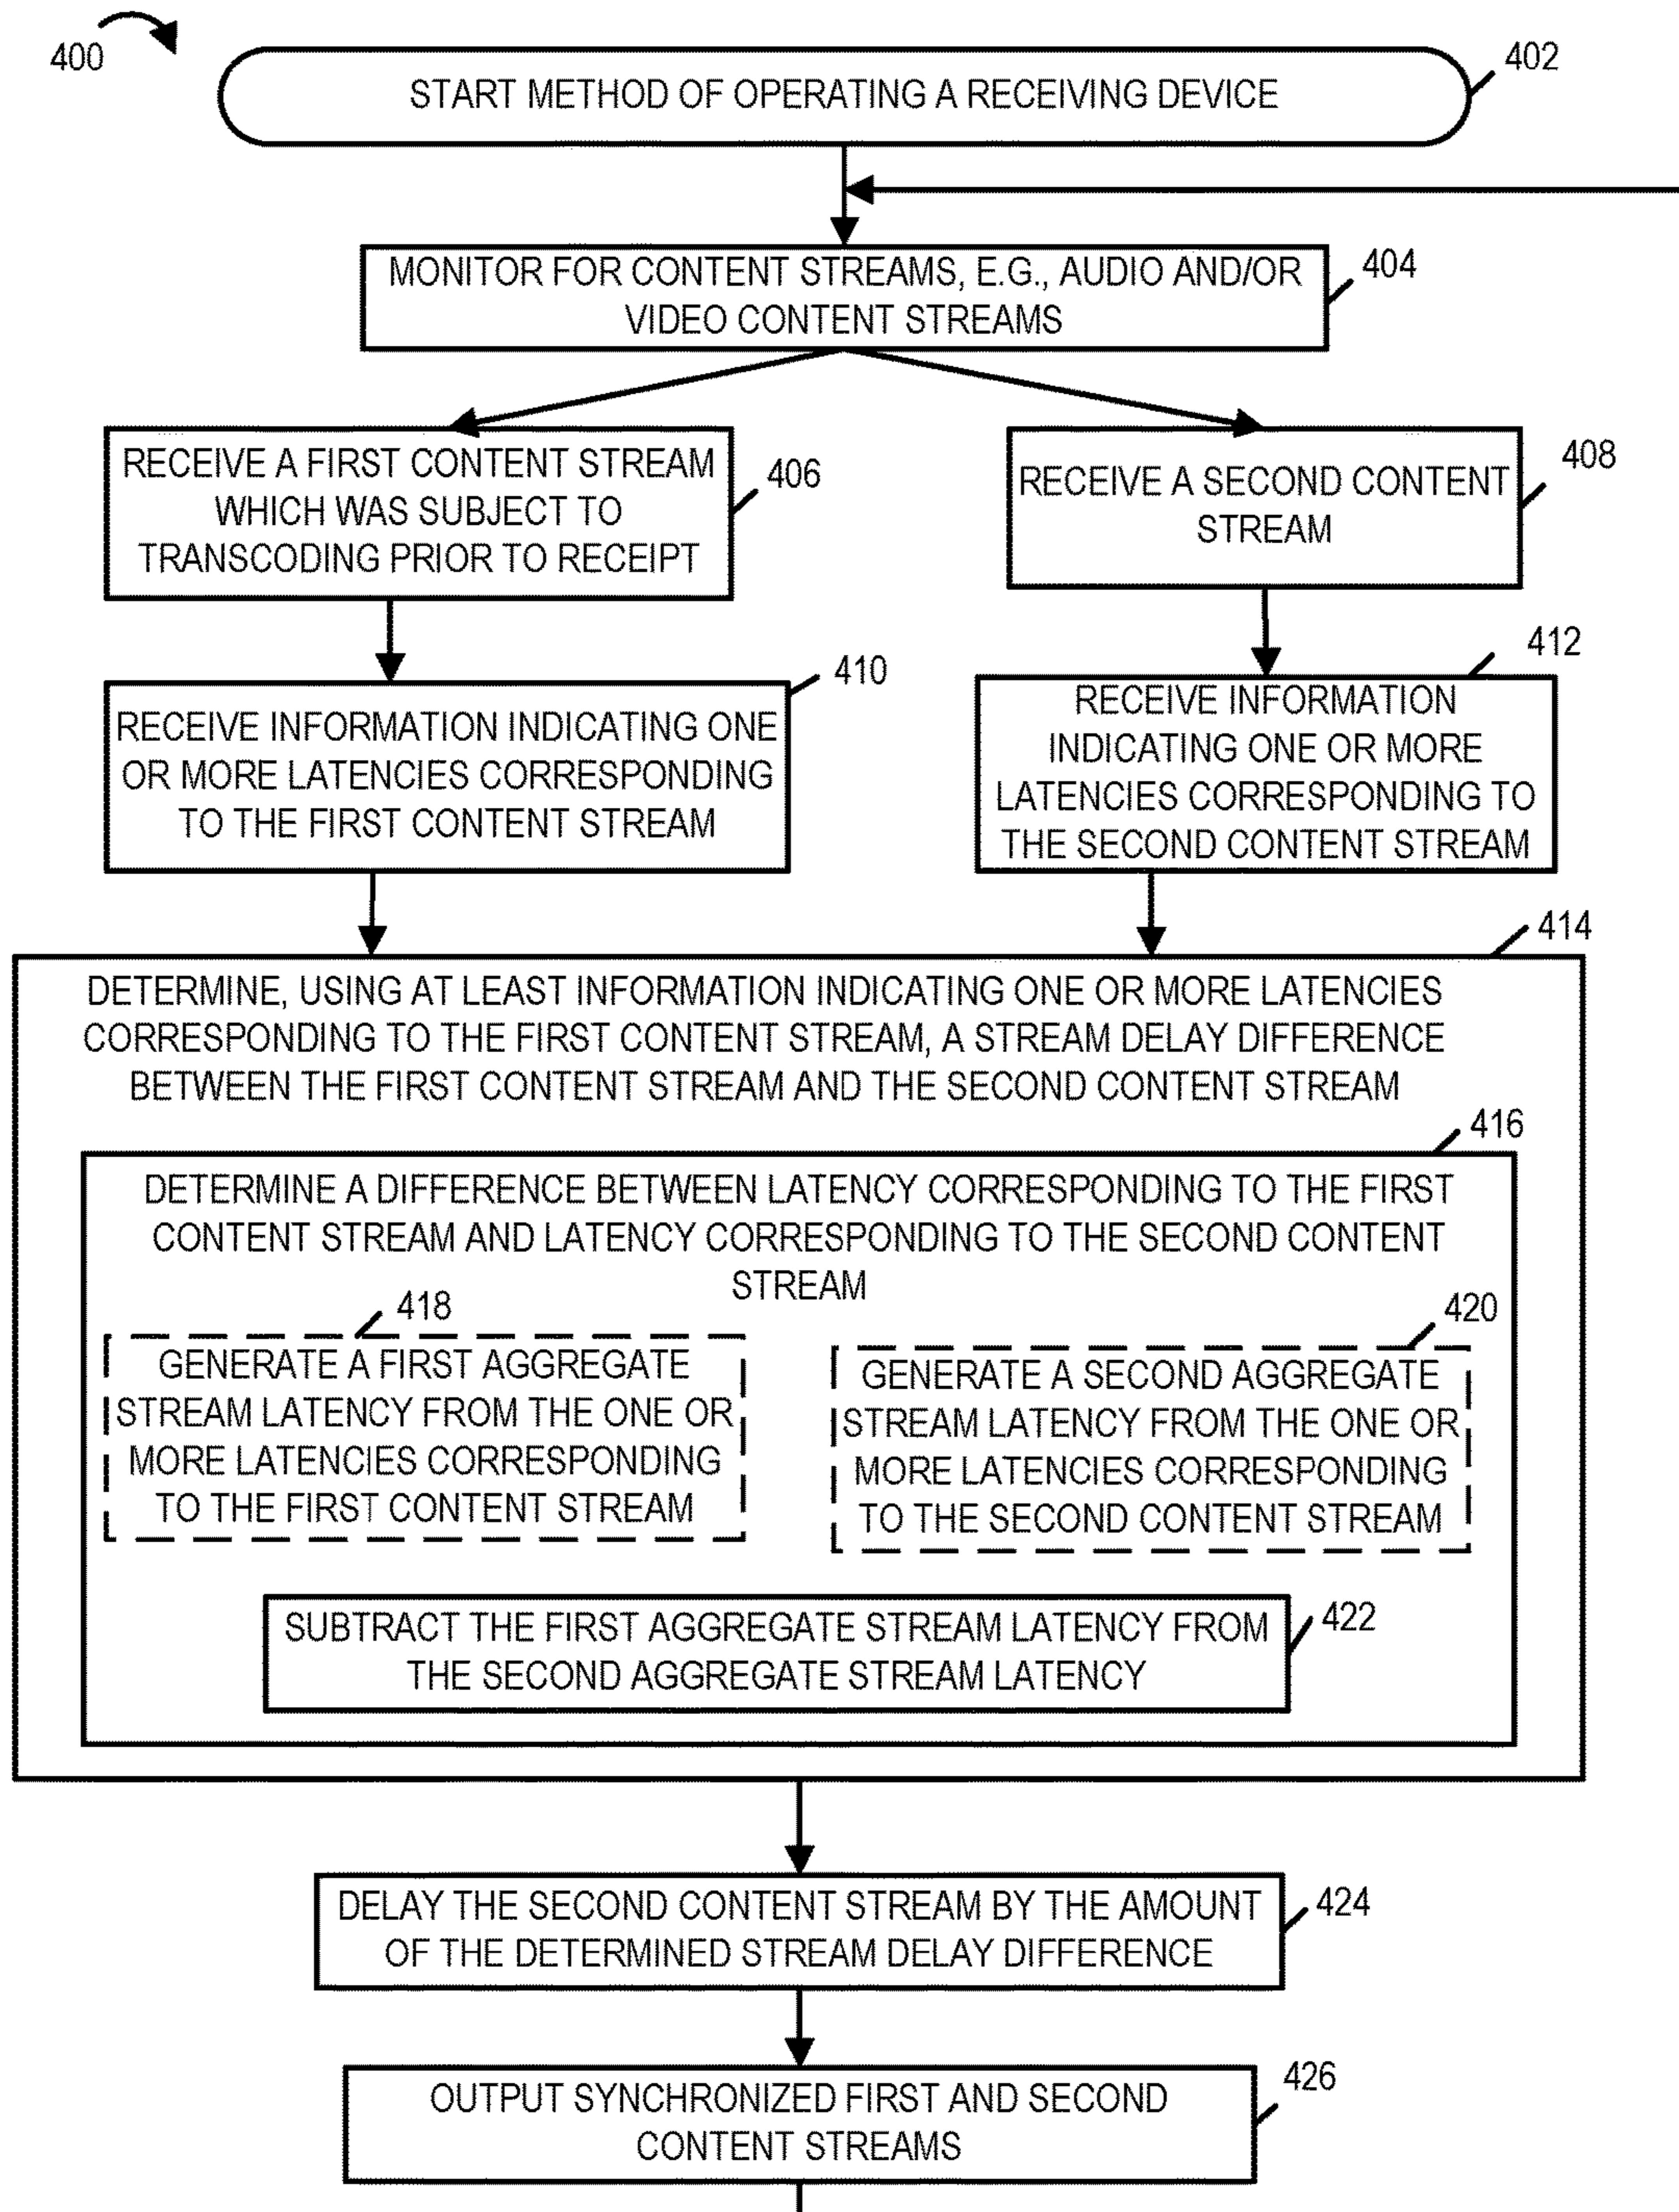 400
START METHOD OF OPERATING A RECEIVING DEVICE
402
MONITOR FOR CONTENT STREAMS, E.G., AUDIO AND/OR
VIDEO CONTENT STREAMS
404
RECEIVE A FIRST CONTENT STREAM
WHICH WAS SUBJECT TO
TRANSCODING PRIOR TO RECEIPT
406
RECEIVE A SECOND CONTENT
STREAM
408
RECEIVE INFORMATION INDICATING ONE
OR MORE LATENCIES CORRESPONDING
TO THE FIRST CONTENT STREAM
410
RECEIVE INFORMATION
INDICATING ONE OR MORE
LATENCIES CORRESPONDING TO
THE SECOND CONTENT STREAM
412
414
DETERMINE, USING AT LEAST INFORMATION INDICATING ONE OR MORE LATENCIES
CORRESPONDING TO THE FIRST CONTENT STREAM, A STREAM DELAY DIFFERENCE
BETWEEN THE FIRST CONTENT STREAM AND THE SECOND CONTENT STREAM
416
DETERMINE A DIFFERENCE BETWEEN LATENCY CORRESPONDING TO THE FIRST
CONTENT STREAM AND LATENCY CORRESPONDING TO THE SECOND CONTENT
STREAM
418
GENERATE A FIRST AGGREGATE
STREAM LATENCY FROM THE ONE OR
MORE LATENCIES CORRESPONDING
TO THE FIRST CONTENT STREAM
420
GENERATE A SECOND AGGREGATE
STREAM LATENCY FROM THE ONE OR
MORE LATENCIES CORRESPONDING
TO THE SECOND CONTENT STREAM
SUBTRACT THE FIRST AGGREGATE STREAM LATENCY FROM
THE SECOND AGGREGATE STREAM LATENCY
422
DELAY THE SECOND CONTENT STREAM BY THE AMOUNT
OF THE DETERMINED STREAM DELAY DIFFERENCE
424
OUTPUT SYNCHRONIZED FIRST AND SECOND
CONTENT STREAMS
426